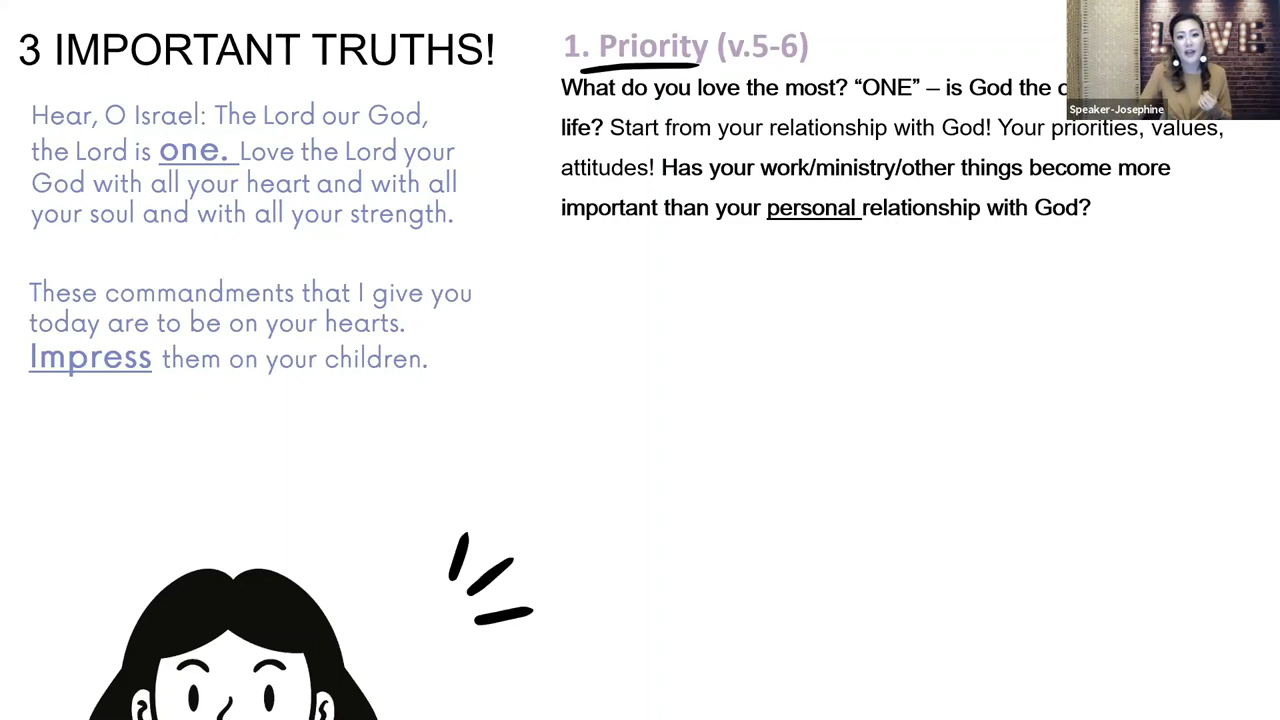 3 IMPORTANT TRUTHS!
Hear, O Israel: The Lord our God,
the Lord is one. Love the Lord your
God with all your heart and with all
your soul and with all your strength.
These commandments that I give you
today are to be on your hearts.
Impress them on your children.
1. Priority (v.5-6)
What do you love the most? “ONE” – is God the
life? Start from your relationship with God! Your priorities, values,
attitudes! Has your work/ministry/other things become more
important than your personal relationship with God?
LOVE
Speaker-Josephine